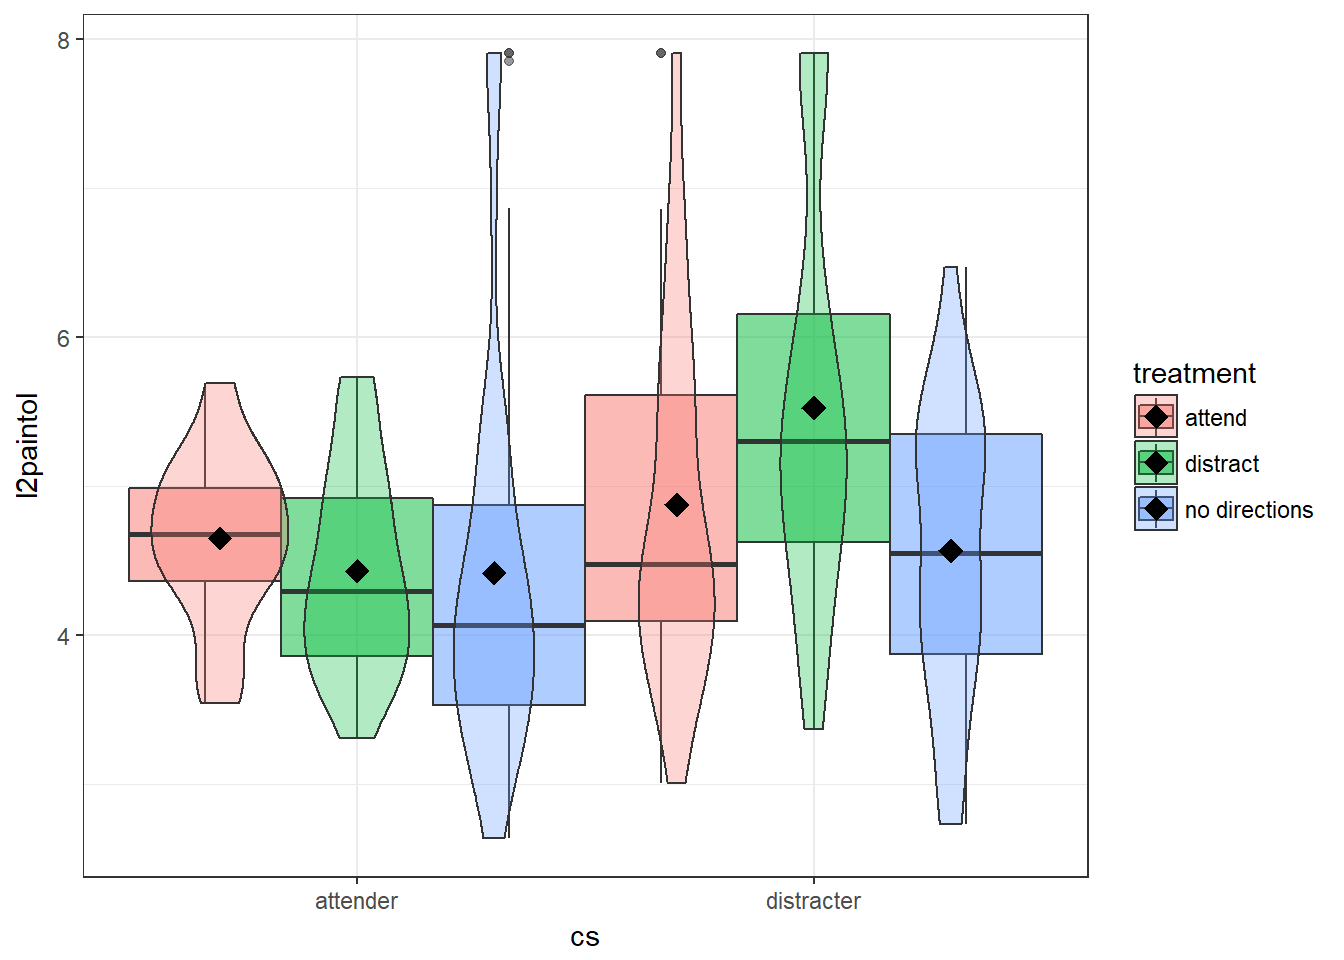 8
6
4
l2paintol
attender
distracter
cs
treatment
attend
distract
no directions